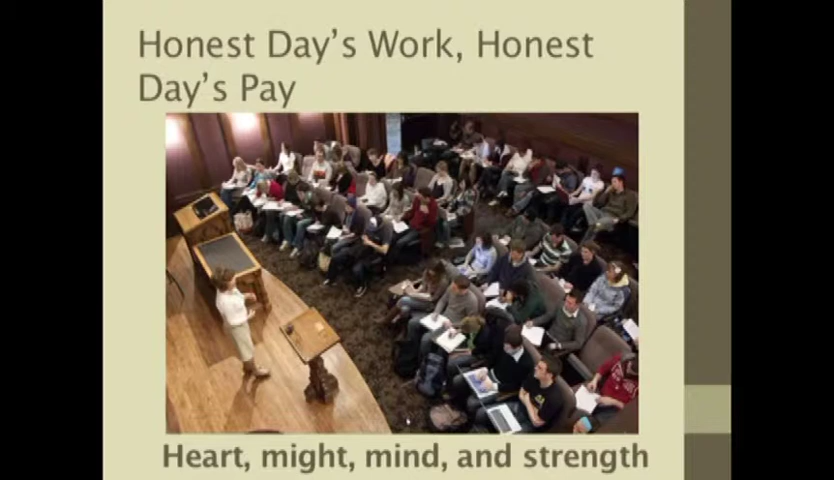 Honest Day's Work, Honest
Day's Pay
Heart, might, mind, and strength